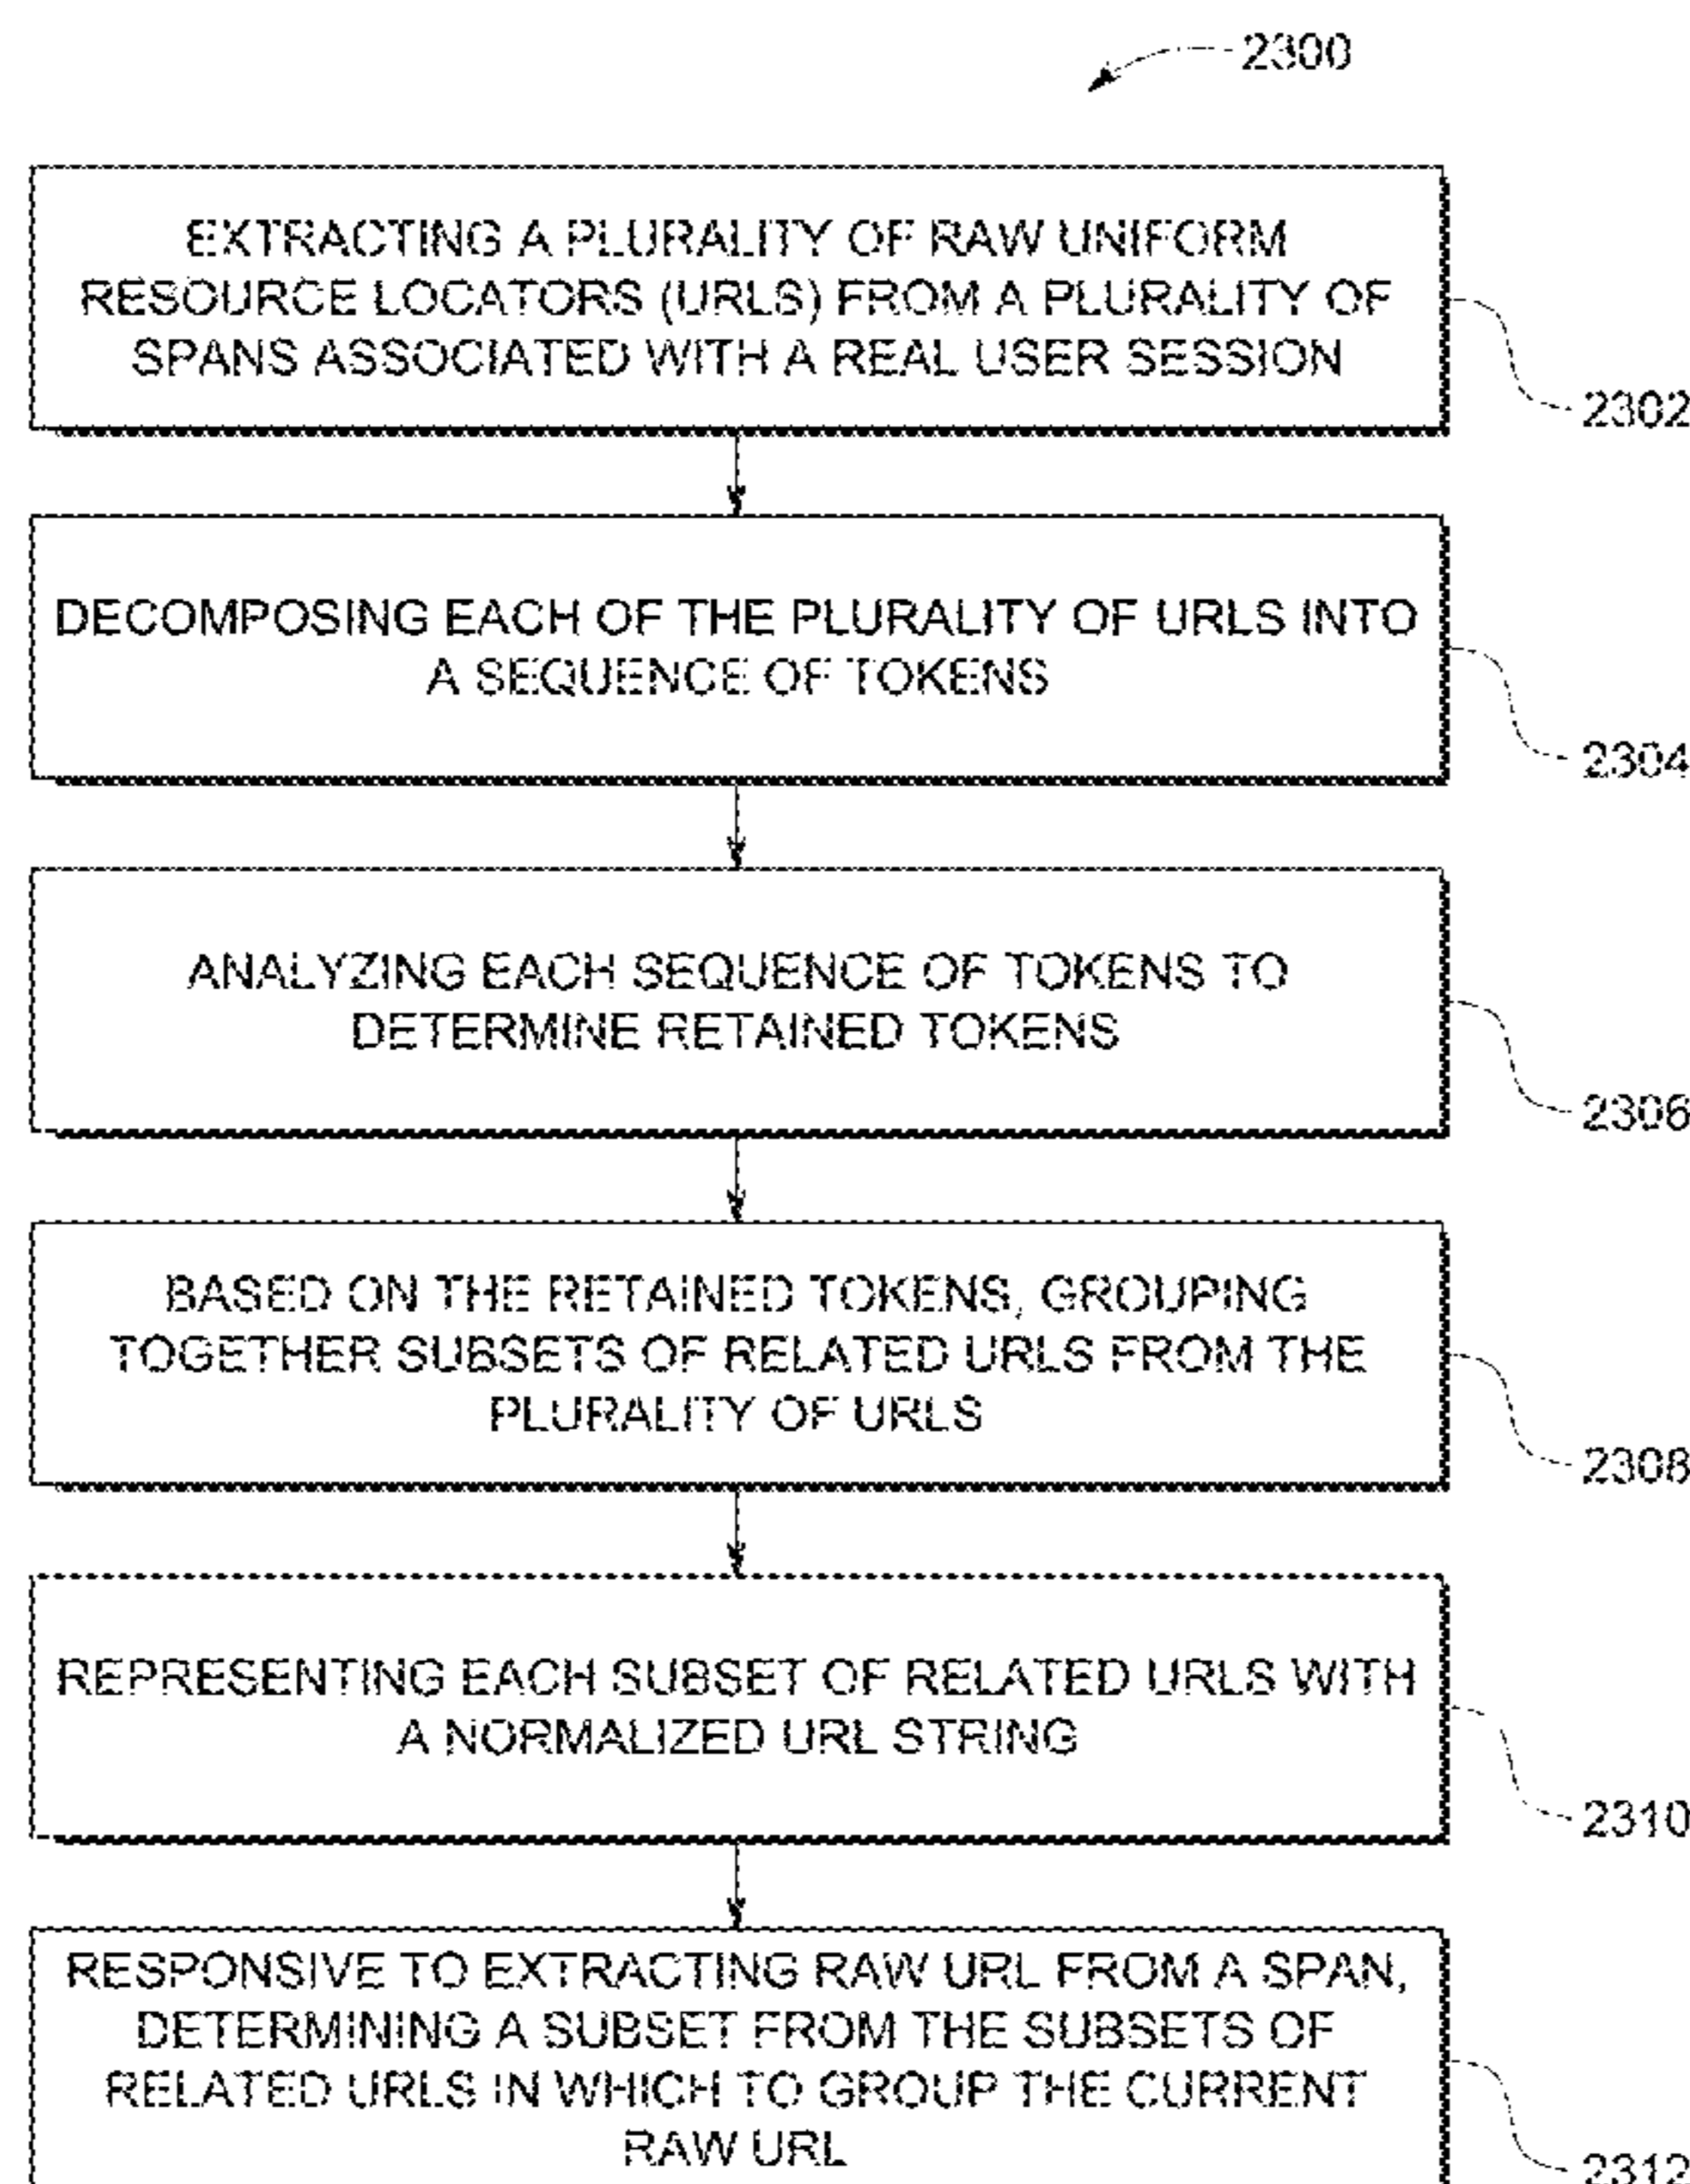 2300
EXTRACTING A PLURALITY OF RAW UNIFORM
RESOURCE LOCATORS (URLS) FROM A PLURALITY OF
SPANS ASSOCIATED WITH A REAL USER SESSION
2302
DECOMPOSING EACH OF THE PLURALITY OF URLS INTO
A SEQUENCE OF TOKENS
2304
ANALYZING EACH SEQUENCE OF TOKENS TO
DETERMINE RETAINED TOKENS
2306
BASED ON THE RETAINED TOKENS, GROUPING
TOGETHER SUBSETS OF RELATED URLS FROM THE
PLURALITY OF URLS
2308
REPRESENTING EACH SUBSET OF RELATED URLS WITH
A NORMALIZED URL STRING
2310
RESPONSIVE TO EXTRACTING RAW URL FROM A SPAN,
DETERMINING A SUBSET FROM THE SUBSETS OF
RELATED URLS IN WHICH TO GROUP THE CURRENT
RAW URL
2312